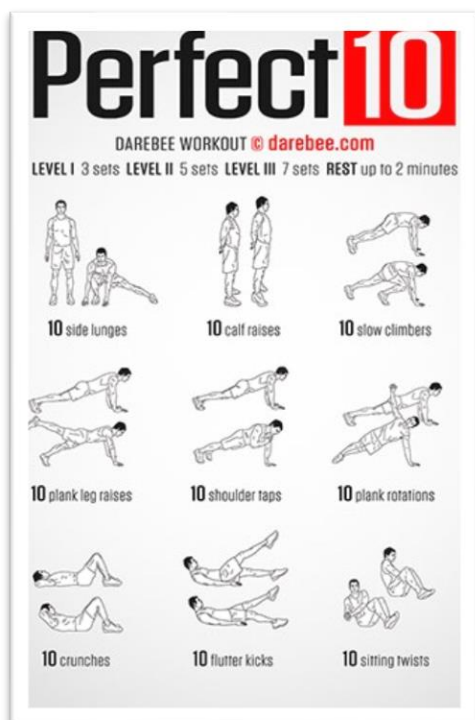 Perfect 10
DAREBEE WORKOUT © darebee.com
LEVEL I 3 sets LEVEL II 5 sets LEVEL III 7 sets REST up to 2 minutes
10 side lunges
10 calf raises
10 slow climbers
10 plank leg raises
10 shoulder taps
10 plank rotations
10 crunches
10 flutter kicks
10 sitting twists